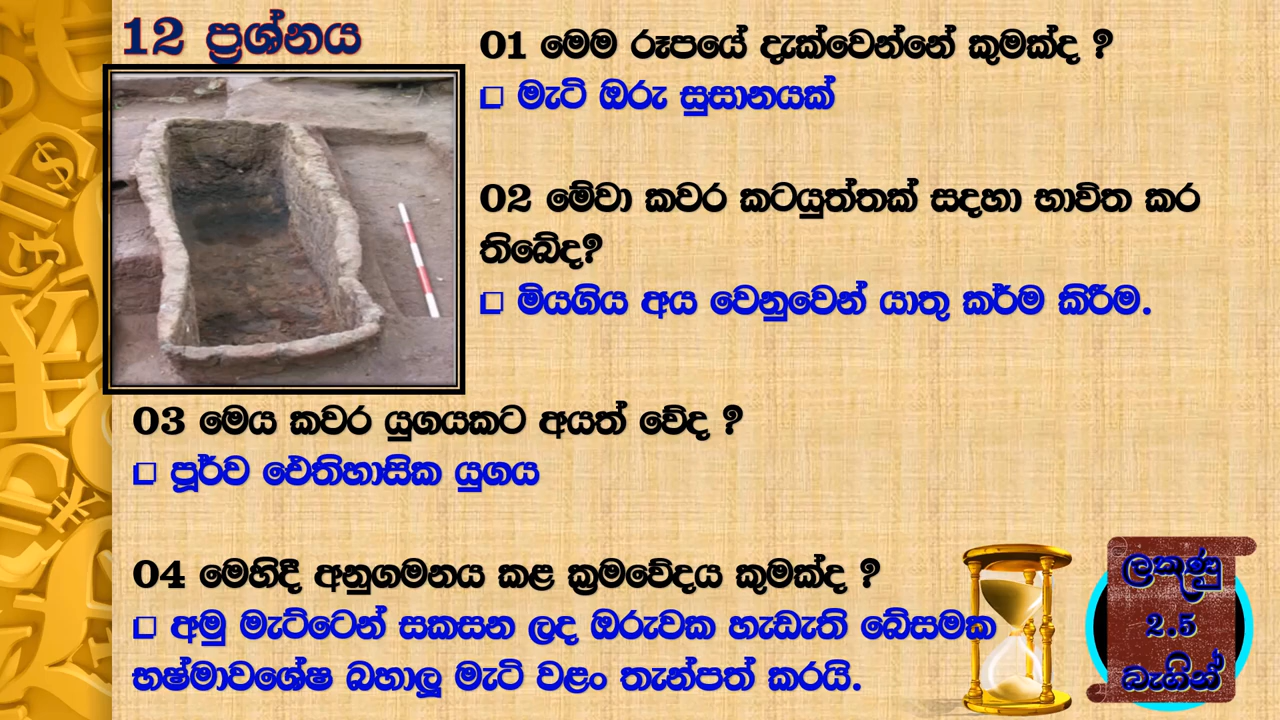 12 ප්‍රශ්නය
01 මෙම රූපයේ දැක්වෙන්නේ කුමක්ද ?
□ මැටි ඔරු සුසානයක්
02 මේවා කවර කටයුත්තක් සදහා භාවිත කර
තිබේද?
□ මියගිය අය වෙනුවෙන් යාතු කර්ම කිරීම.
03 මෙය කවර යුගයකට අයත් වේද ?
□ පූර්ව ඓතිහාසික යුගය
04 මෙහිදී අනුගමනය කළ ක්‍රමවේදය කුමක්ද ?
□ අමු මැට්ටෙන් සකසන ලද ඔරුවක හැඩැති බේසමක
භෂ්මාවශේෂ බහාලූ මැටි වළං තැන්පත් කරයි.
ලකුණු
2.5
බැගින්